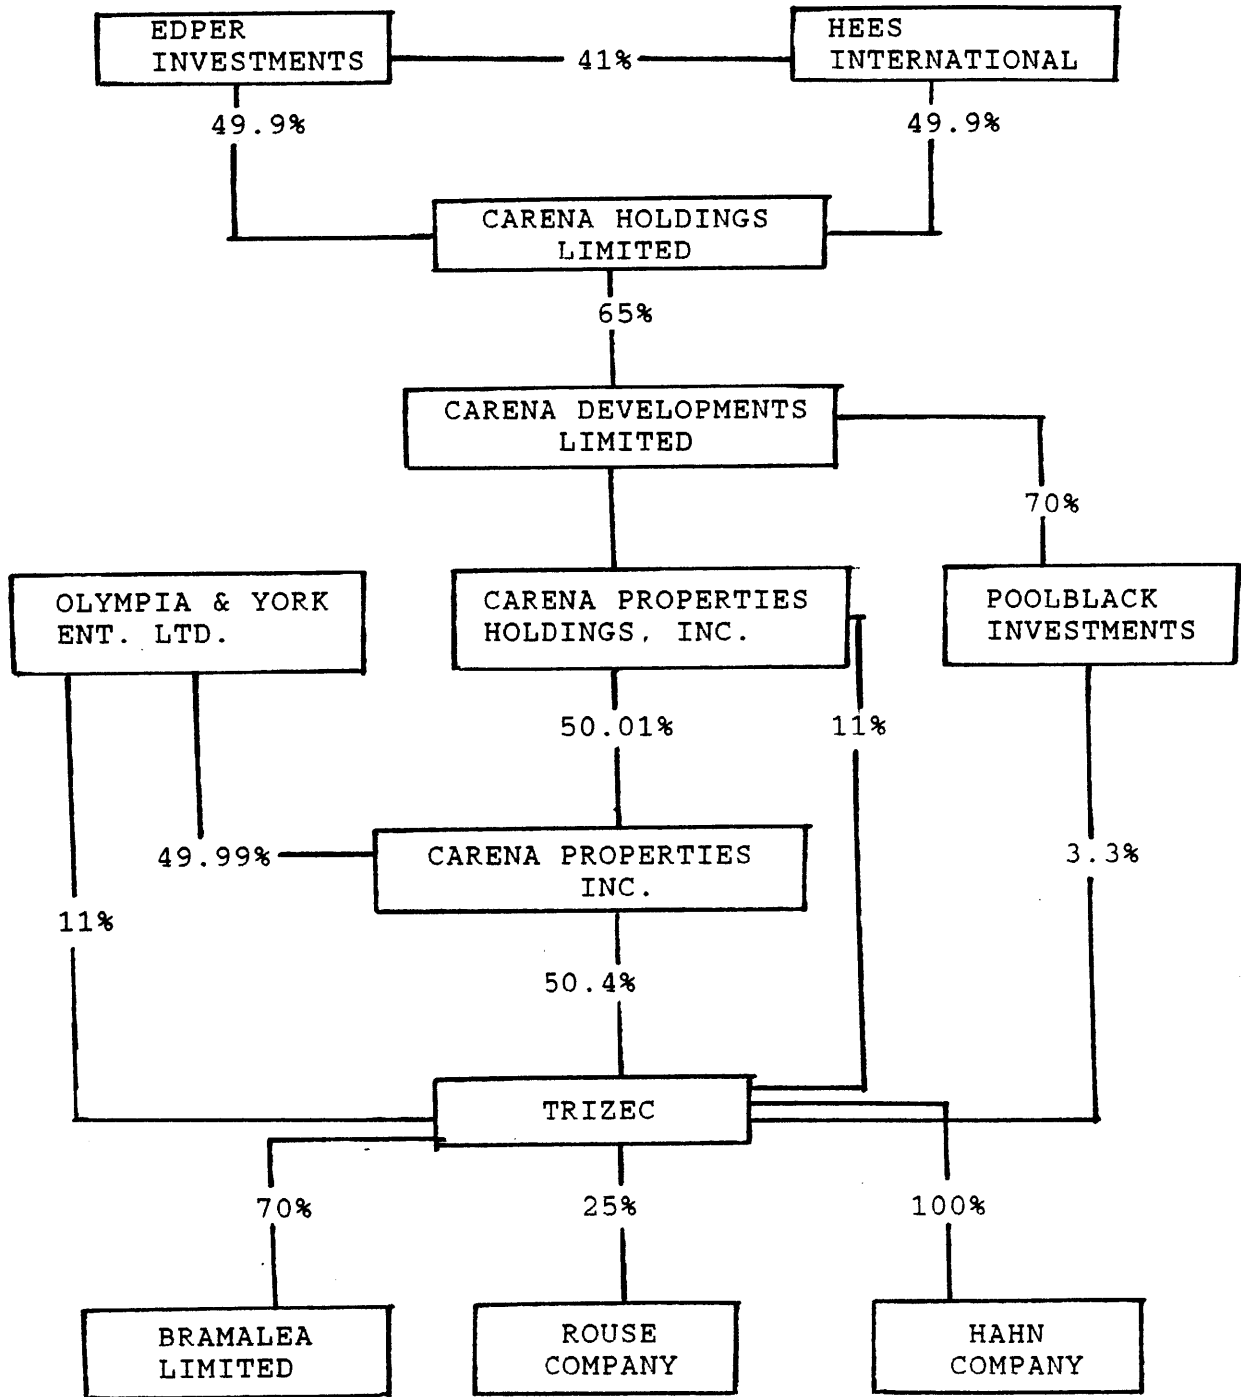 EDPER
INVESTMENTS
41%
HEES
INTERNATIONAL
49.9%
49.9%
CARENA HOLDINGS
LIMITED
65%
CARENA DEVELOPMENTS
LIMITED
70%
OLYMPIA & YORK
ENT. LTD.
CARENA PROPERTIES
HOLDINGS, INC.
POOLBLACK
INVESTMENTS
50.01%
11%
49.99%
CARENA PROPERTIES
INC.
3.3%
11%
50.4%
TRIZEC
70%
25%
100%
BRAMALEA
LIMITED
ROUSE
COMPANY
HAHN
COMPANY